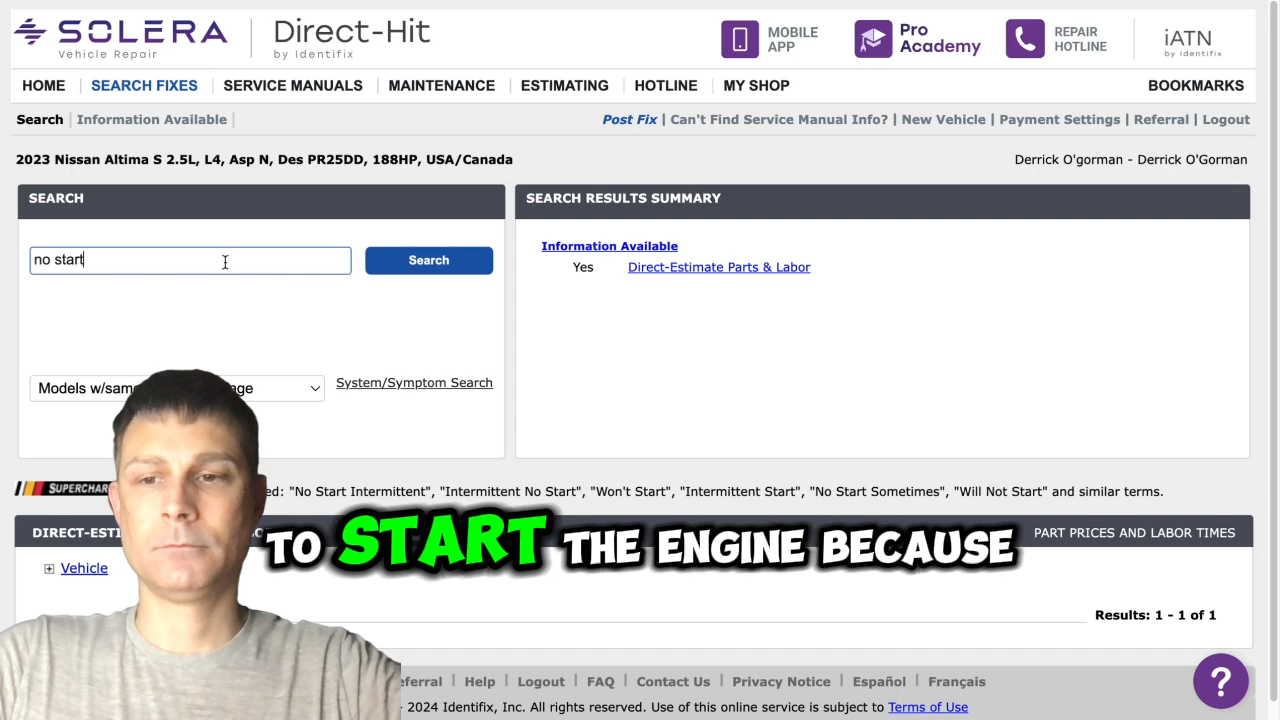 SOLERA
Vehicle Repair
Direct-Hit
by Identifix
MOBILE APP
Pro Academy
REPAIR HOTLINE
iATN
by Identifix
HOME
SEARCH FIXES
SERVICE MANUALS
MAINTENANCE
ESTIMATING
HOTLINE
MY SHOP
BOOKMARKS
Search | Information Available |
Post Fix | Can't Find Service Manual Info? | New Vehicle | Payment Settings | Referral | Logout
2023 Nissan Altima S 2.5L, L4, Asp N, Des PR25DD, 188HP, USA/Canada
Derrick O'gorman - Derrick O'Gorman
SEARCH
no start
Search
System/Symptom Search
SEARCH RESULTS SUMMARY
Information Available
Yes Direct-Estimate Parts & Labor
"No Start Intermittent", "Intermittent No Start", "Won't Start", "Intermittent Start", "No Start Sometimes", "Will Not Start" and similar terms.
PART PRICES AND LABOR TIMES
TO START THE ENGINE BECAUSE
Vehicle
Results: 1 - 1 of 1
| Help | Logout | FAQ | Contact Us | Privacy Notice | Español | Français
2024 Identifix, Inc. All rights reserved. Use of this online service is subject to Terms of Use
?